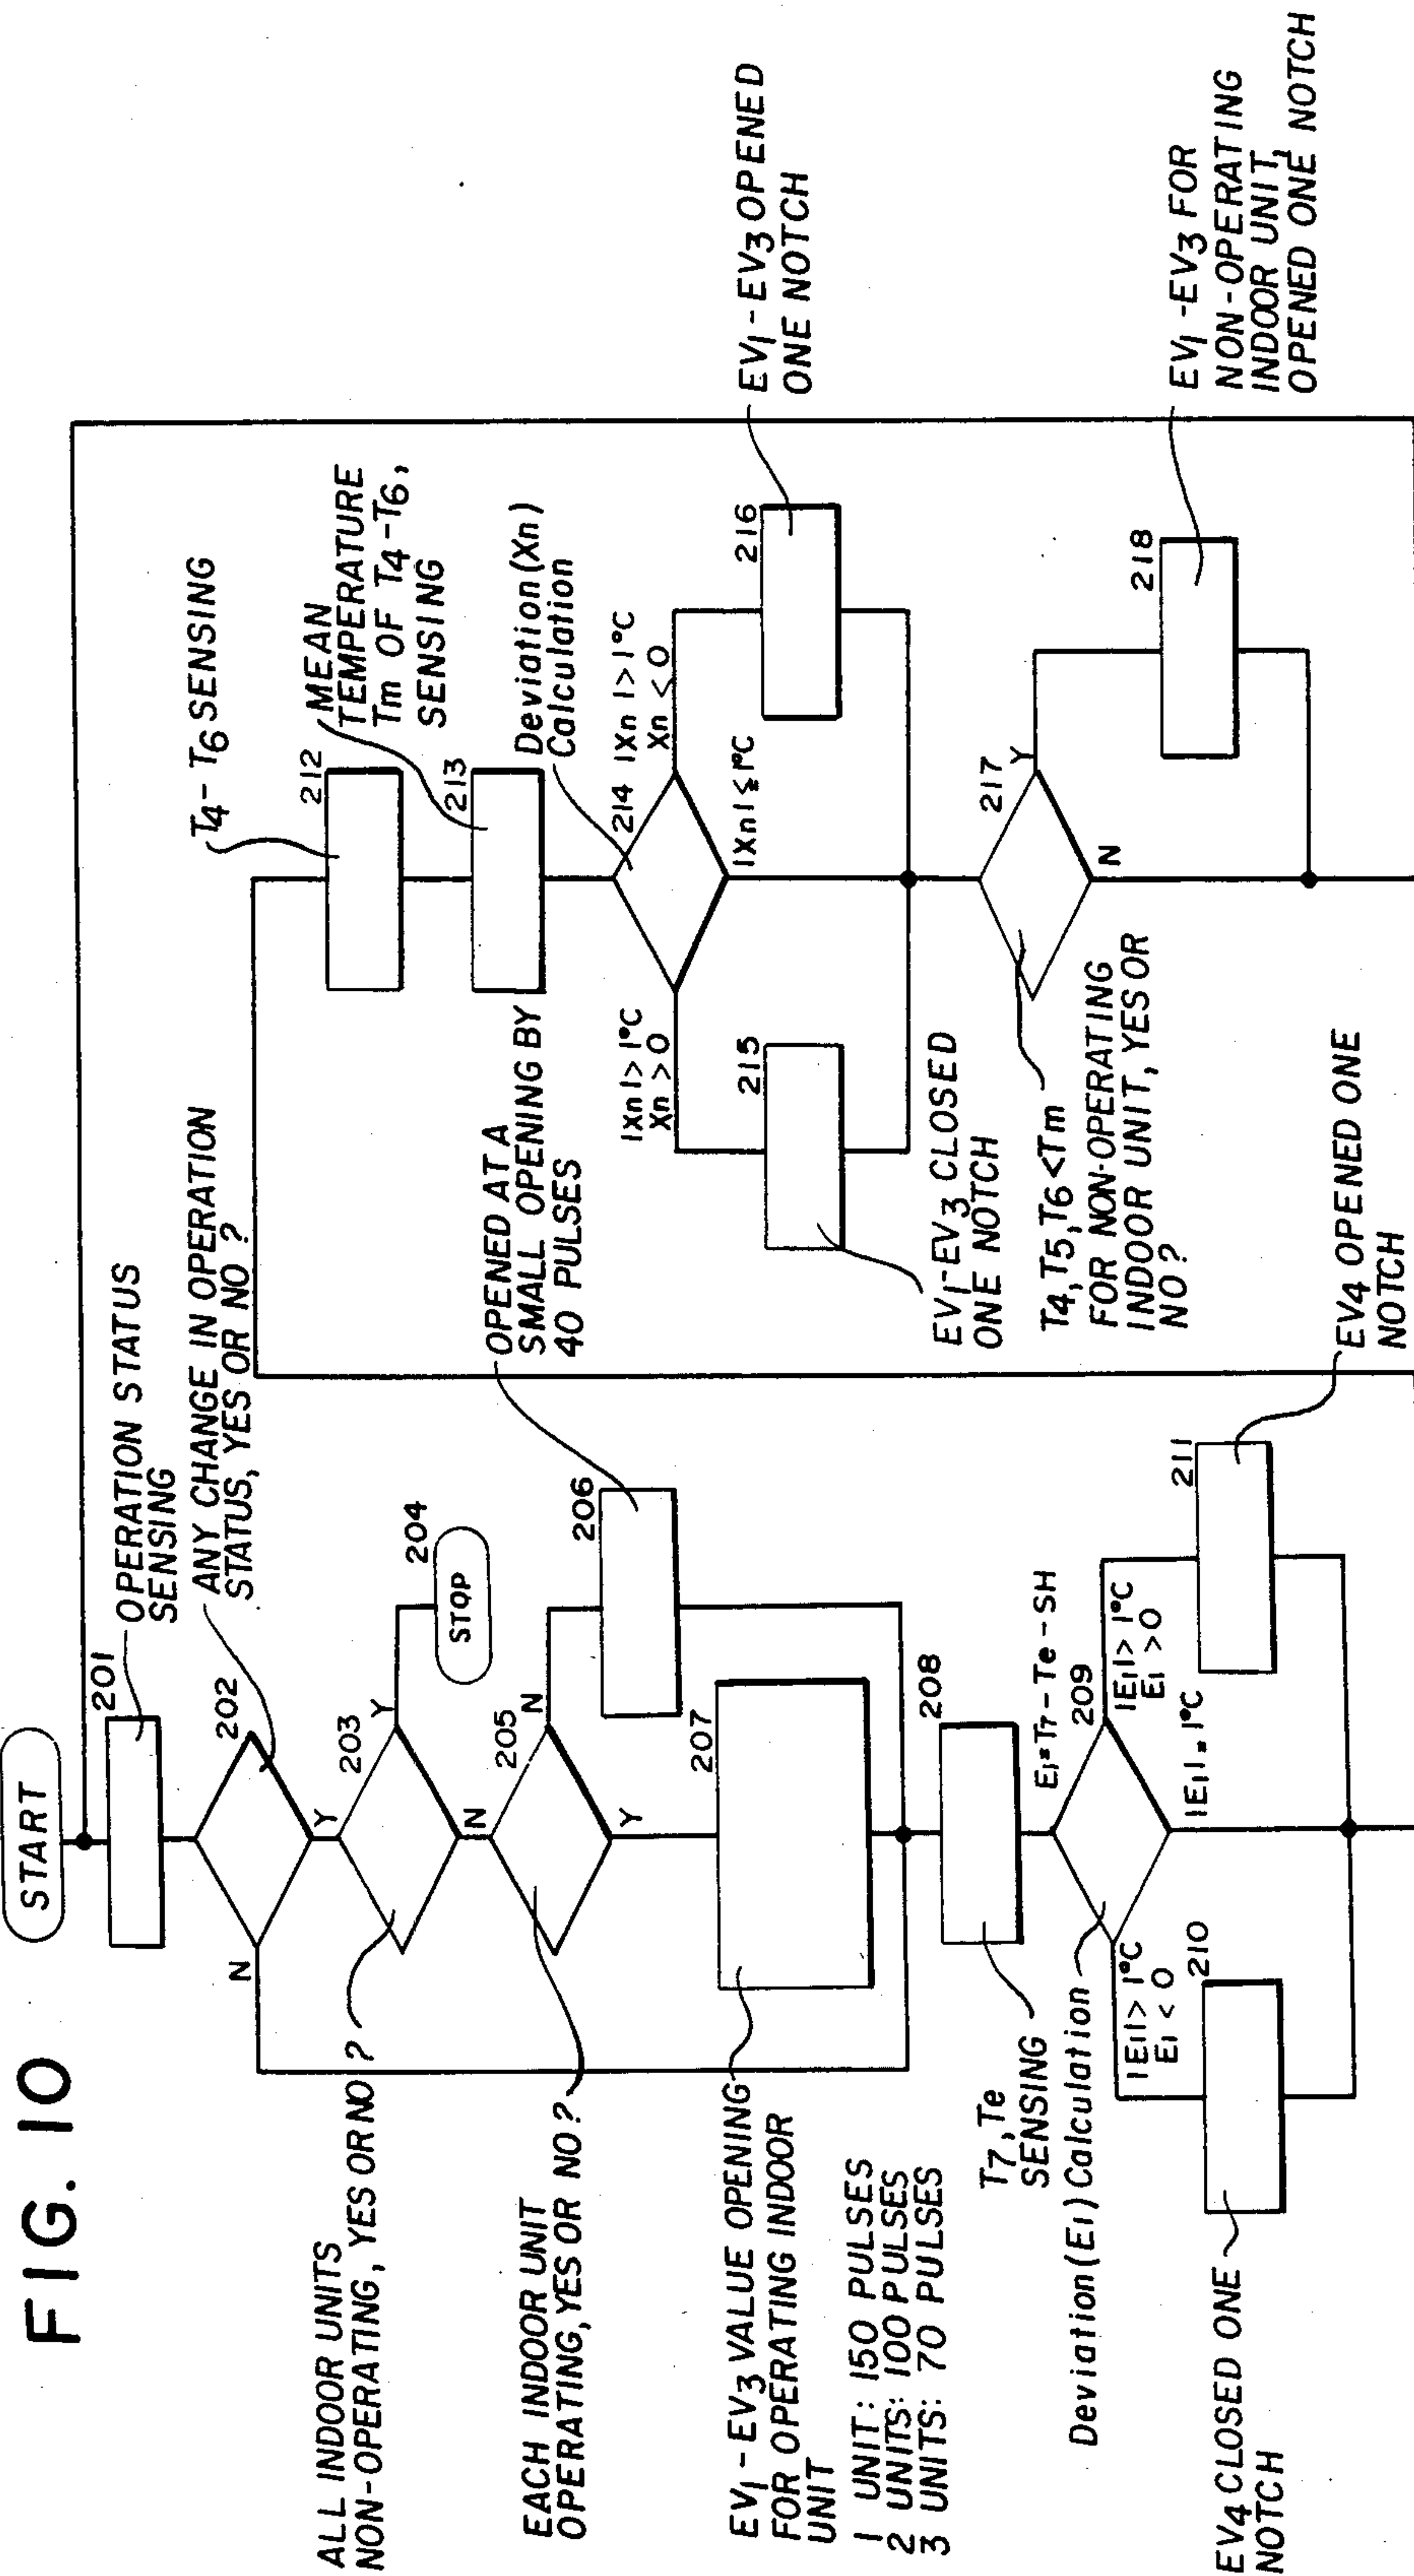 FIG. 10
START
201
OPERATION STATUS
SENSING
202
ANY CHANGE IN OPERATION
STATUS, YES OR NO ?
N
Y
ALL INDOOR UNITS
NON-OPERATING, YES OR NO ?
203
Y
N
204
STOP
EACH INDOOR UNIT
OPERATING, YES OR NO ?
205
N
Y
206
OPENED AT A
SMALL OPENING BY
40 PULSES
207
EV1 - EV3 VALUE OPENING
FOR OPERATING INDOOR
UNIT
1 UNIT: 150 PULSES
2 UNITS: 100 PULSES
3 UNITS: 70 PULSES
208
T7, Te
SENSING
E1=T7-Te-SH
209
Deviation (E1) Calculation
|E1|> 1°C
E1 < 0
|E1|> 1°C
E1 >0
|E1| = 1°C
210
EV4 CLOSED ONE
NOTCH
211
EV4 OPENED ONE
NOTCH
T4 - T6 SENSING
212
MEAN
TEMPERATURE
Tm OF T4-T6,
SENSING
213
Deviation (Xn)
Calculation
214
|Xn|> 1°C
Xn >0
|Xn|> 1°C
Xn <0
|Xn| ≦ 1°C
215
EV1-EV3 CLOSED
ONE NOTCH
216
EV1 - EV3 OPENED
ONE NOTCH
217
T4, T5, T6 <Tm
FOR NON-OPERATING
INDOOR UNIT, YES OR
NO ?
Y
N
218
EV1 -EV3 FOR
NON-OPERATING
INDOOR UNIT,
OPENED ONE NOTCH